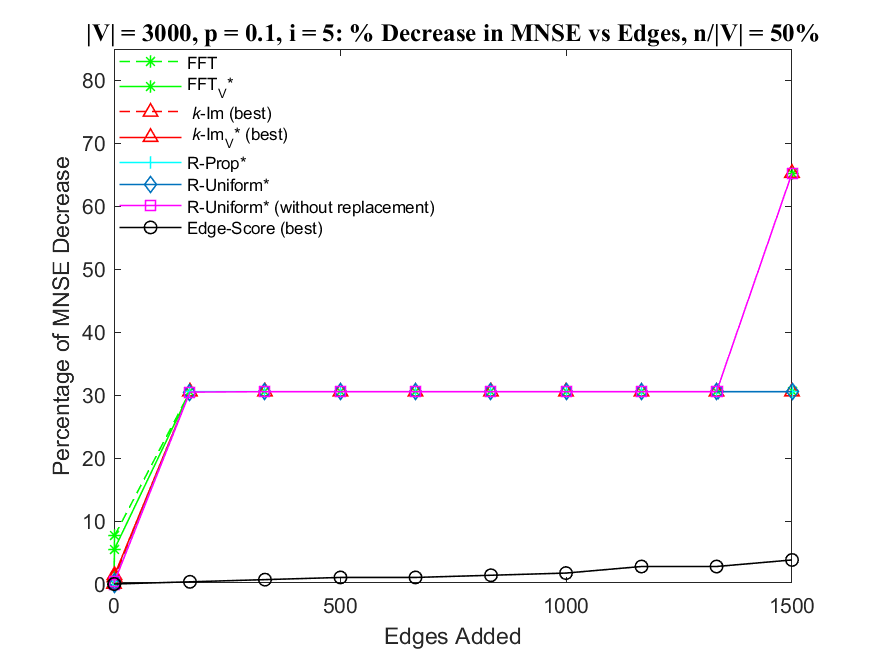 |V| = 3000, p = 0.1, i = 5: % Decrease in MNSE vs Edges, n/|V| = 50%
FFT
FFT_V*
k-Im (best)
k-Im_V* (best)
R-Prop*
R-Uniform*
R-Uniform* (without replacement)
Edge-Score (best)
Percentage of MNSE Decrease
80
70
60
50
40
30
20
10
0
0 500 1000 1500
Edges Added